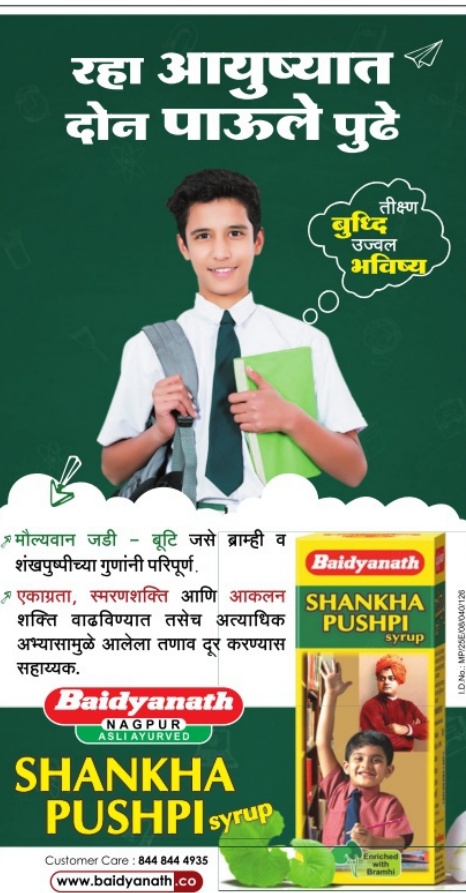 रहा आयुष्यात
दोन पाऊले पुढे
तीक्ष्ण
बुध्दि
उज्वल
भविष्य
मौल्यवान जडी – बूटि जसे ब्राम्ही व
शंखपुष्पीच्या गुणांनी परिपूर्ण.
एकाग्रता, स्मरणशक्ति आणि आकलन
शक्ति वाढविण्यात तसेच अत्याधिक
अभ्यासामुळे आलेला तणाव दूर करण्यास
सहाय्यक.
Baidyanath
NAGPUR
ASLI AYURVED
SHANKHA
PUSHPI syrup
Customer Care : 844 844 4935
www.baidyanath.co
Baidyanath
SHANKHA
PUSHPI
syrup
Enriched
with
Bramhi
I.D.No.: MP/25E/08/040/126